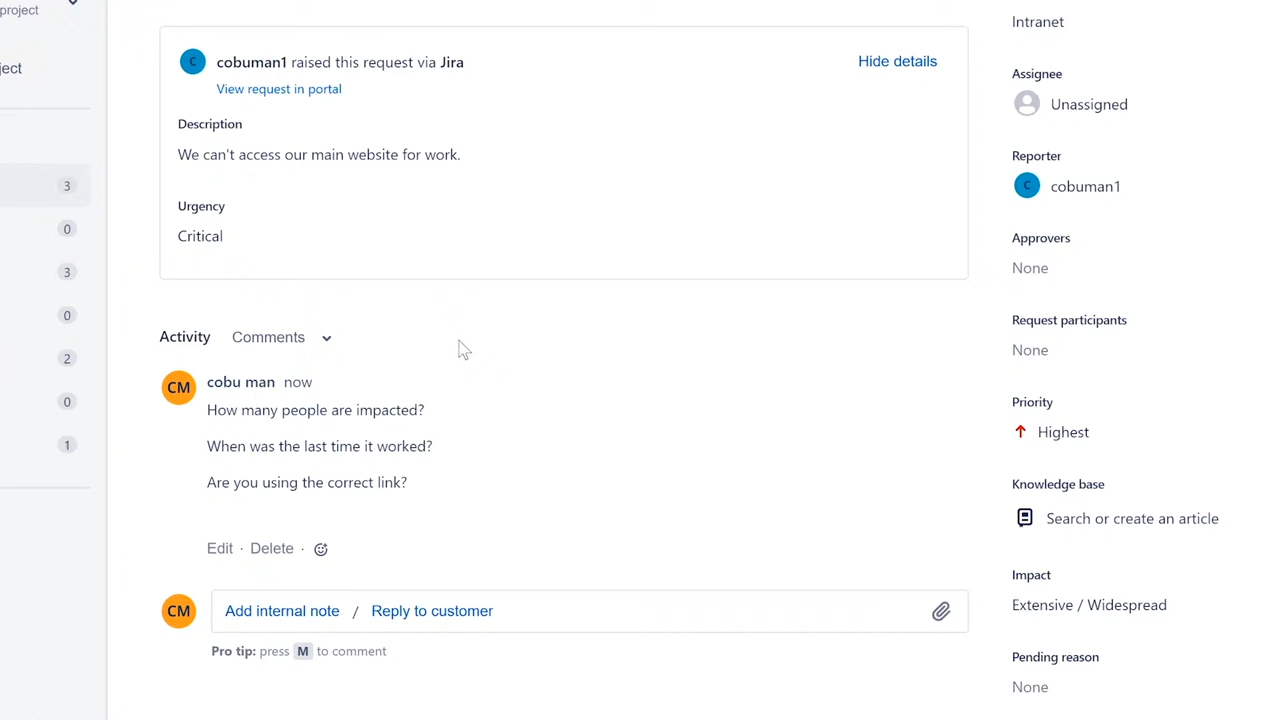 project
ject
3
0
3
0
2
0
1
C
cobuman1 raised this request via Jira
Hide details
View request in portal
Description
We can't access our main website for work.
Urgency
Critical
Activity
Comments
CM
cobu man now
How many people are impacted?
When was the last time it worked?
Are you using the correct link?
Edit · Delete ·
CM
Add internal note / Reply to customer
Pro tip: press M to comment
Intranet
Assignee
Unassigned
Reporter
C
cobuman1
Approvers
None
Request participants
None
Priority
Highest
Knowledge base
Search or create an article
Impact
Extensive / Widespread
Pending reason
None